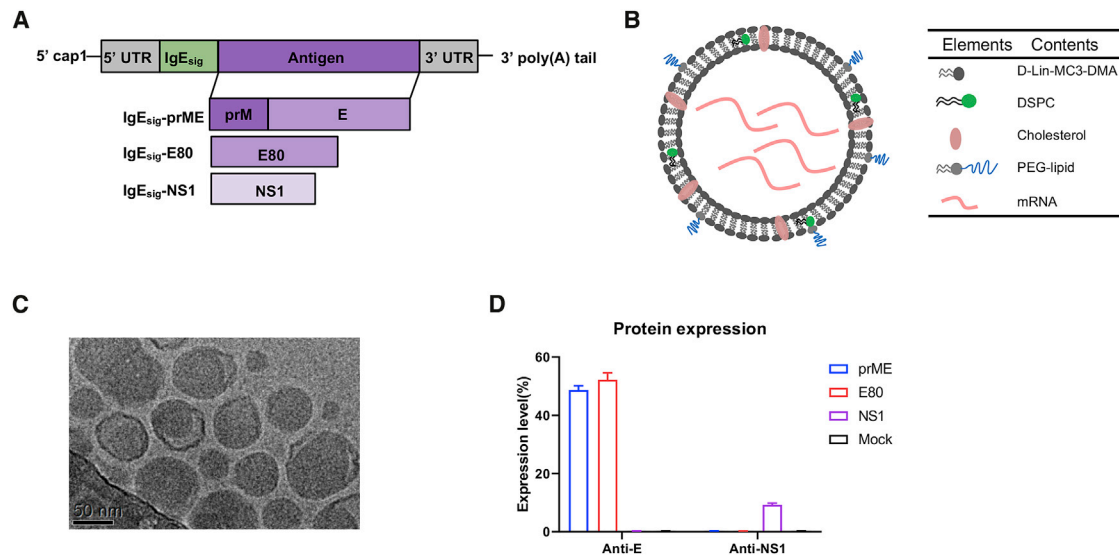 A
5’ cap1 5’ UTR IgEsig Antigen 3’ UTR 3’ poly(A) tail
IgEsig-prME prM E
IgEsig-E80 E80
IgEsig-NS1 NS1
B
Elements Contents
D-Lin-MC3-DMA
DSPC
Cholesterol
PEG-lipid
mRNA
C
50 nm
D
Protein expression
Expression level(%)
60
40
20
0
Anti-E Anti-NS1
prME
E80
NS1
Mock